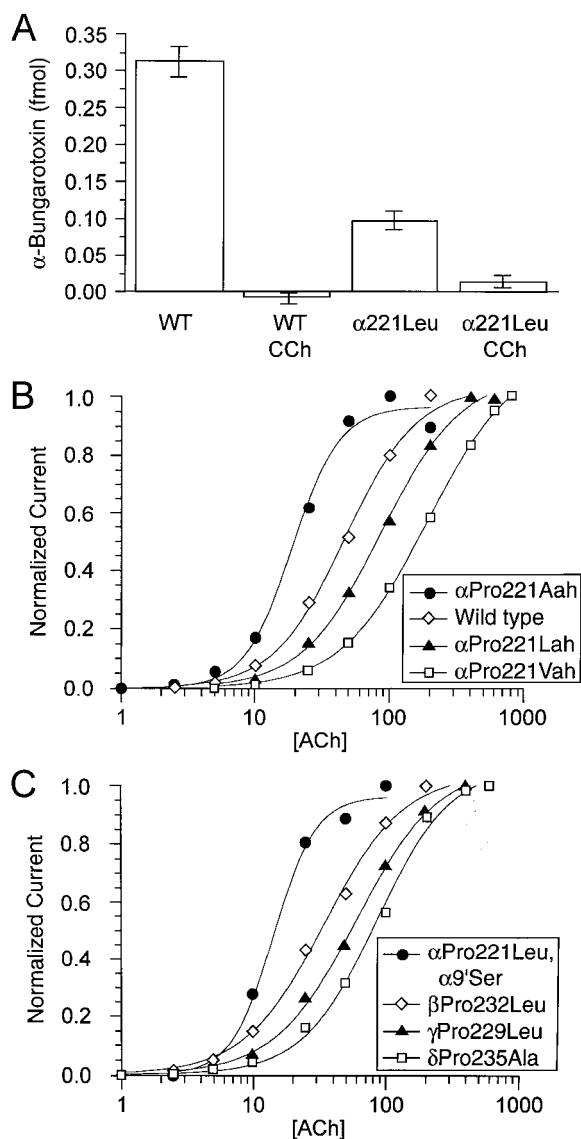 A
α-Bungarotoxin (fmol)
0.35
0.30
0.25
0.20
0.15
0.10
0.05
0.00
WT
WT
CCh
α221Leu
α221Leu
CCh
B
Normalized Current
1.0
0.8
0.6
0.4
0.2
0.0
αPro221Aah
Wild type
αPro221Lah
αPro221Vah
1
10
100
1000
[ACh]
C
Normalized Current
1.0
0.8
0.6
0.4
0.2
0.0
αPro221Leu,
α9'Ser
βPro232Leu
γPro229Leu
δPro235Ala
1
10
100
1000
[ACh]